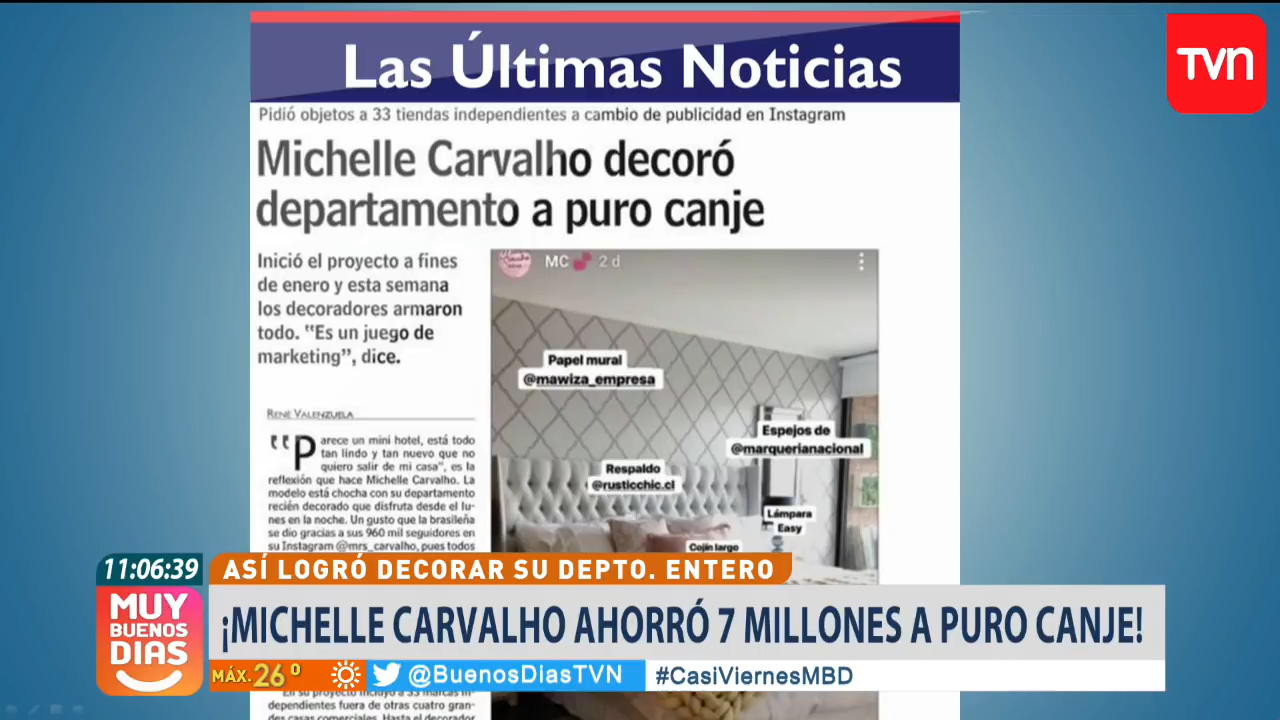 Las Últimas Noticias
TVN
Pidió objetos a 33 tiendas independientes a cambio de publicidad en Instagram
Michelle Carvalho decoró
departamento a puro canje
Inició el proyecto a fines
de enero y esta semana
los decoradores armaron
todo. "Es un juego de
marketing", dice.
RENÉ VALENZUELA
"Parece un mini hotel, está todo
tan lindo y tan nuevo que no
quiero salir de mi casa", es la
reflexión que hace Michelle Carvalho. La
modelo está chocha con su departamento
recién decorado que disfruta desde el lu-
nes en la noche. Un gusto que la brasileña
se dio gracias a sus 960 mil seguidores en
su Instagram @mrs_carvalho, pues todos
MC 2 d
Papel mural
@mawiza_empresa
Espejos de
@marquerianacional
Respaldo
@rusticchic.cl
Lámpara
Easy
Cojín largo
11:06:39
ASÍ LOGRÓ DECORAR SU DEPTO. ENTERO
MUY
BUENOS
DÍAS
¡MICHELLE CARVALHO AHORRÓ 7 MILLONES A PURO CANJE!
MÁX. 26°
@BuenosDiasTVN
#CasiViernesMBD
En su proyecto incluyó a 33 marcas in-
dependientes fuera de otras cuatro gran-
des casas comerciales. Hasta el decorador